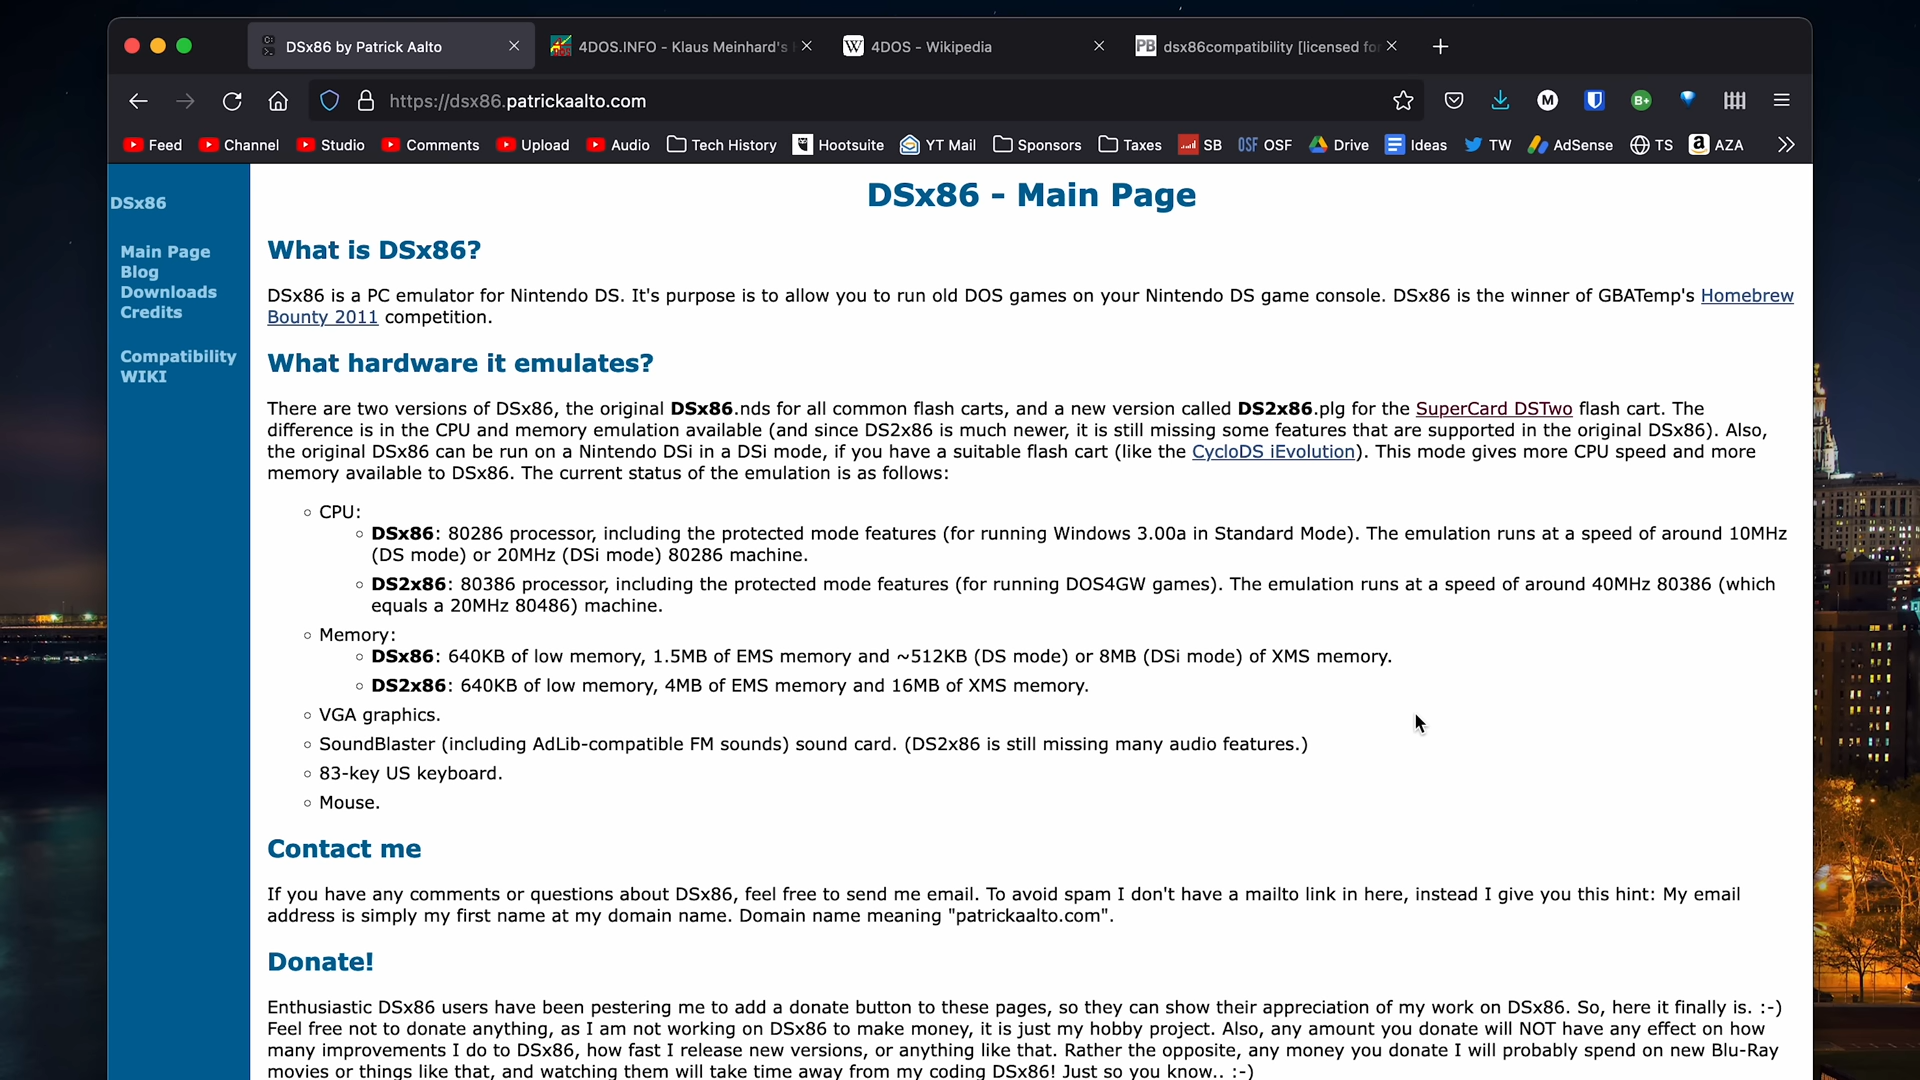 DSx86 by Patrick Aalto
4DOS.INFO - Klaus Meinhard's
4DOS - Wikipedia
PB dsx86compatibility [licensed for
https://dsx86.patrickaalto.com
Feed Channel Studio Comments Upload Audio Tech History Hootsuite YT Mail Sponsors Taxes SB OSF OSF Drive Ideas TW AdSense TS AZA
DSx86
Main Page
Blog
Downloads
Credits
Compatibility
WIKI
DSx86 - Main Page
What is DSx86?
DSx86 is a PC emulator for Nintendo DS. It's purpose is to allow you to run old DOS games on your Nintendo DS game console. DSx86 is the winner of GBATemp's Homebrew
Bounty 2011 competition.
What hardware it emulates?
There are two versions of DSx86, the original DSx86.nds for all common flash carts, and a new version called DS2x86.plg for the SuperCard DSTwo flash cart. The
difference is in the CPU and memory emulation available (and since DS2x86 is much newer, it is still missing some features that are supported in the original DSx86). Also,
the original DSx86 can be run on a Nintendo DSi in a DSi mode, if you have a suitable flash cart (like the CycloDS iEvolution). This mode gives more CPU speed and more
memory available to DSx86. The current status of the emulation is as follows:
CPU:
DSx86: 80286 processor, including the protected mode features (for running Windows 3.00a in Standard Mode). The emulation runs at a speed of around 10MHz
(DS mode) or 20MHz (DSi mode) 80286 machine.
DS2x86: 80386 processor, including the protected mode features (for running DOS4GW games). The emulation runs at a speed of around 40MHz 80386 (which
equals a 20MHz 80486) machine.
Memory:
DSx86: 640KB of low memory, 1.5MB of EMS memory and ~512KB (DS mode) or 8MB (DSi mode) of XMS memory.
DS2x86: 640KB of low memory, 4MB of EMS memory and 16MB of XMS memory.
VGA graphics.
SoundBlaster (including AdLib-compatible FM sounds) sound card. (DS2x86 is still missing many audio features.)
83-key US keyboard.
Mouse.
Contact me
If you have any comments or questions about DSx86, feel free to send me email. To avoid spam I don't have a mailto link in here, instead I give you this hint: My email
address is simply my first name at my domain name. Domain name meaning "patrickaalto.com".
Donate!
Enthusiastic DSx86 users have been pestering me to add a donate button to these pages, so they can show their appreciation of my work on DSx86. So, here it finally is. :-)
Feel free not to donate anything, as I am not working on DSx86 to make money, it is just my hobby project. Also, any amount you donate will NOT have any effect on how
many improvements I do to DSx86, how fast I release new versions, or anything like that. Rather the opposite, any money you donate I will probably spend on new Blu-Ray
movies or things like that, and watching them will take time away from my coding DSx86! Just so you know.. :-)